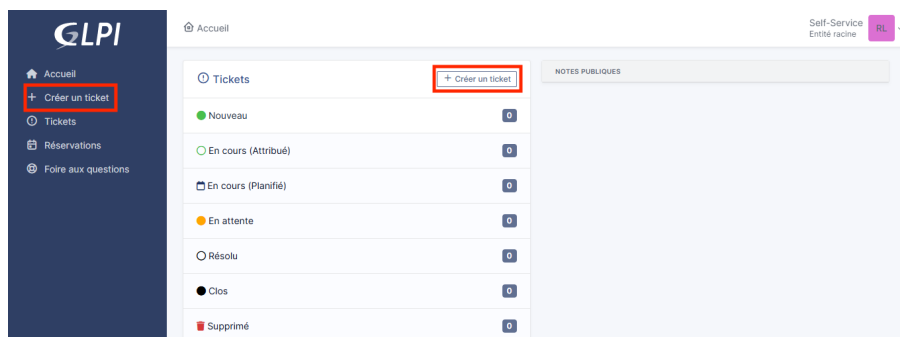 GLPI
Accueil
Créer un ticket
Tickets
Réservations
Foire aux questions
Accueil
Self-Service
Entité racine
RL
Tickets
+ Créer un ticket
Nouveau 0
En cours (Attribué) 0
En cours (Planifié) 0
En attente 0
Résolu 0
Clos 0
Supprimé 0
NOTES PUBLIQUES